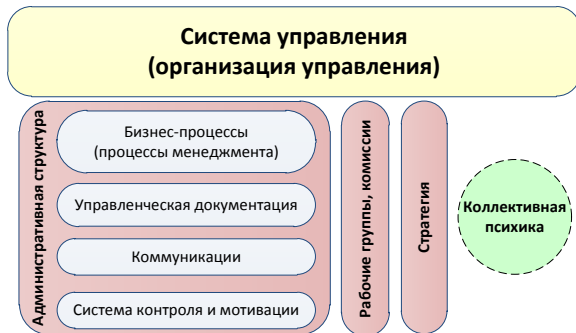 Система управления
(организация управления)
Административная структура
Бизнес-процессы
(процессы менеджмента)
Управленческая документация
Коммуникации
Система контроля и мотивации
Рабочие группы, комиссии
Стратегия
Коллективная
психика